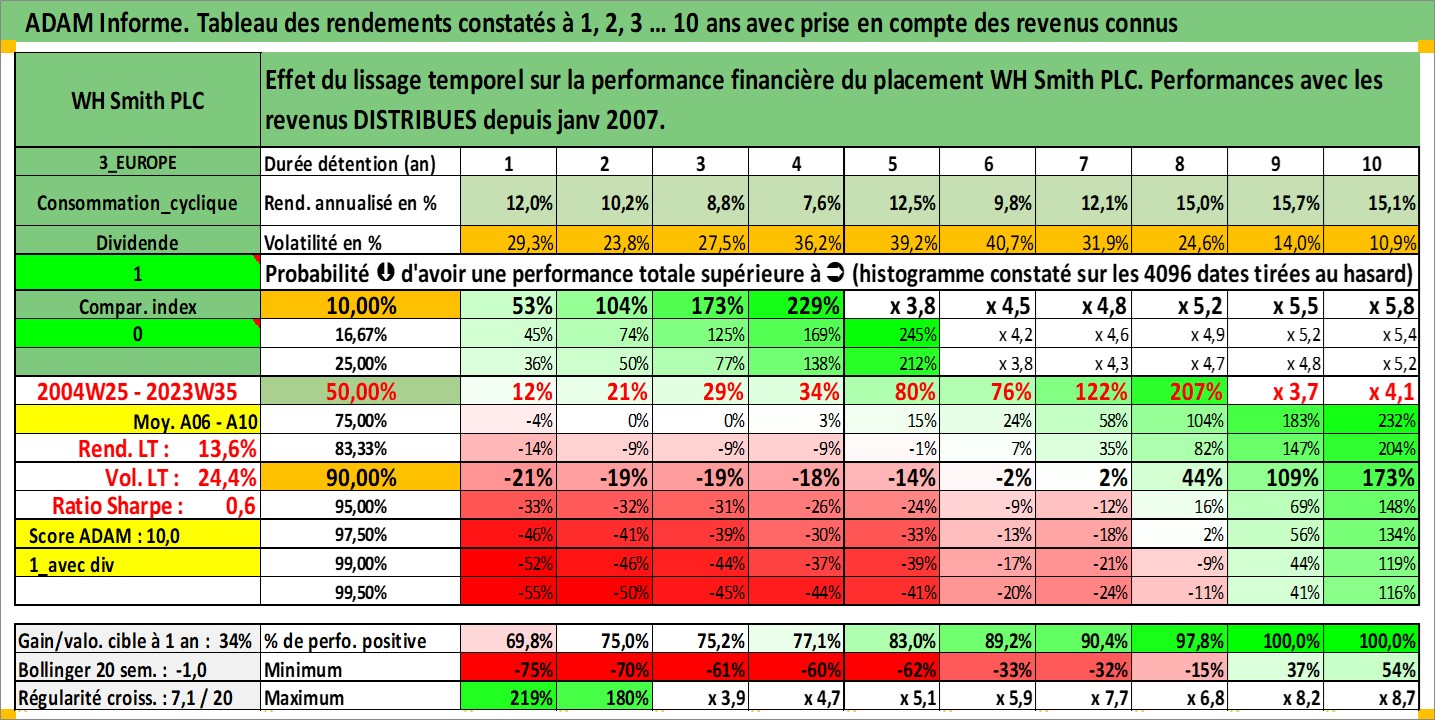 ADAM Informe. Tableau des rendements constatés à 1, 2, 3 ... 10 ans avec prise en compte des revenus connus
WH Smith PLC
Effet du lissage temporel sur la performance financière du placement WH Smith PLC. Performances avec les
revenus DISTRIBUES depuis janv 2007.
3_EUROPE Durée détention (an) 1 2 3 4 5 6 7 8 9 10
Consommation_cyclique Rend. annualisé en % 12,0% 10,2% 8,8% 7,6% 12,5% 9,8% 12,1% 15,0% 15,7% 15,1%
Dividende Volatilité en % 29,3% 23,8% 27,5% 36,2% 39,2% 40,7% 31,9% 24,6% 14,0% 10,9%
1 Probabilité ⮋ d'avoir une performance totale supérieure à ⮊ (histogramme constaté sur les 4096 dates tirées au hasard)
Compar. index 10,00% 53% 104% 173% 229% x 3,8 x 4,5 x 4,8 x 5,2 x 5,5 x 5,8
0 16,67% 45% 74% 125% 169% 245% x 4,2 x 4,6 x 4,9 x 5,2 x 5,4
25,00% 36% 50% 77% 138% 212% x 3,8 x 4,3 x 4,7 x 4,8 x 5,2
2004W25 - 2023W35 50,00% 12% 21% 29% 34% 80% 76% 122% 207% x 3,7 x 4,1
Moy. A06 - A10 75,00% -4% 0% 0% 3% 15% 24% 58% 104% 183% 232%
Rend. LT : 13,6% 83,33% -14% -9% -9% -9% -1% 7% 35% 82% 147% 204%
Vol. LT : 24,4% 90,00% -21% -19% -19% -18% -14% -2% 2% 44% 109% 173%
Ratio Sharpe : 0,6 95,00% -33% -32% -31% -26% -24% -9% -12% 16% 69% 148%
Score ADAM : 10,0 97,50% -46% -41% -39% -30% -33% -13% -18% 2% 56% 134%
1_avec div 99,00% -52% -46% -44% -37% -39% -17% -21% -9% 44% 119%
99,50% -55% -50% -45% -44% -41% -20% -24% -11% 41% 116%
Gain/valo. cible à 1 an : 34% % de perfo. positive 69,8% 75,0% 75,2% 77,1% 83,0% 89,2% 90,4% 97,8% 100,0% 100,0%
Bollinger 20 sem. : -1,0 Minimum -75% -70% -61% -60% -62% -33% -32% -15% 37% 54%
Régularité croiss. : 7,1 / 20 Maximum 219% 180% x 3,9 x 4,7 x 5,1 x 5,9 x 7,7 x 6,8 x 8,2 x 8,7